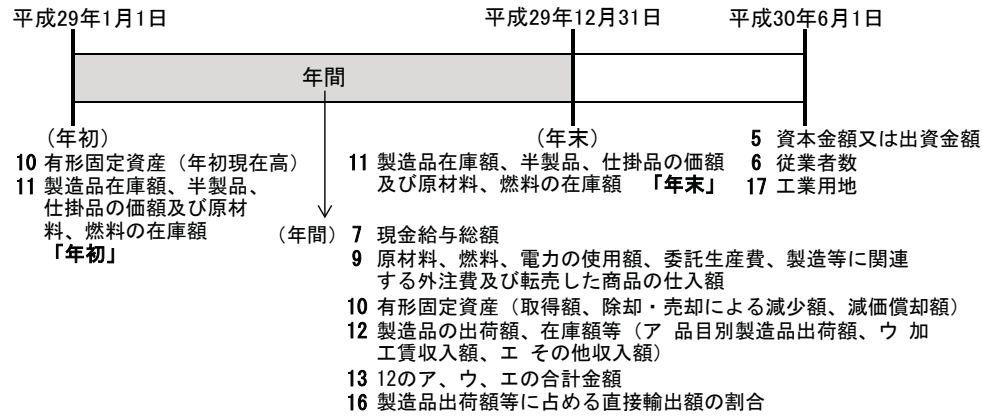 平成29年1月1日
平成29年12月31日
平成30年6月1日
年間
（年初）
10 有形固定資産（年初現在高）
11 製造品在庫額、半製品、
仕掛品の価額及び原材
料、燃料の在庫額
「年初」
（年末）
11 製造品在庫額、半製品、仕掛品の価額
及び原材料、燃料の在庫額 「年末」
5 資本金額又は出資金額
6 従業者数
17 工業用地
（年間） 7 現金給与総額
9 原材料、燃料、電力の使用額、委託生産費、製造等に関連
する外注費及び転売した商品の仕入額
10 有形固定資産（取得額、除却・売却による減少額、減価償却額）
12 製造品の出荷額、在庫額等（ア 品目別製造品出荷額、ウ 加
工賃収入額、エ その他収入額）
13 12のア、ウ、エの合計金額
16 製造品出荷額等に占める直接輸出額の割合